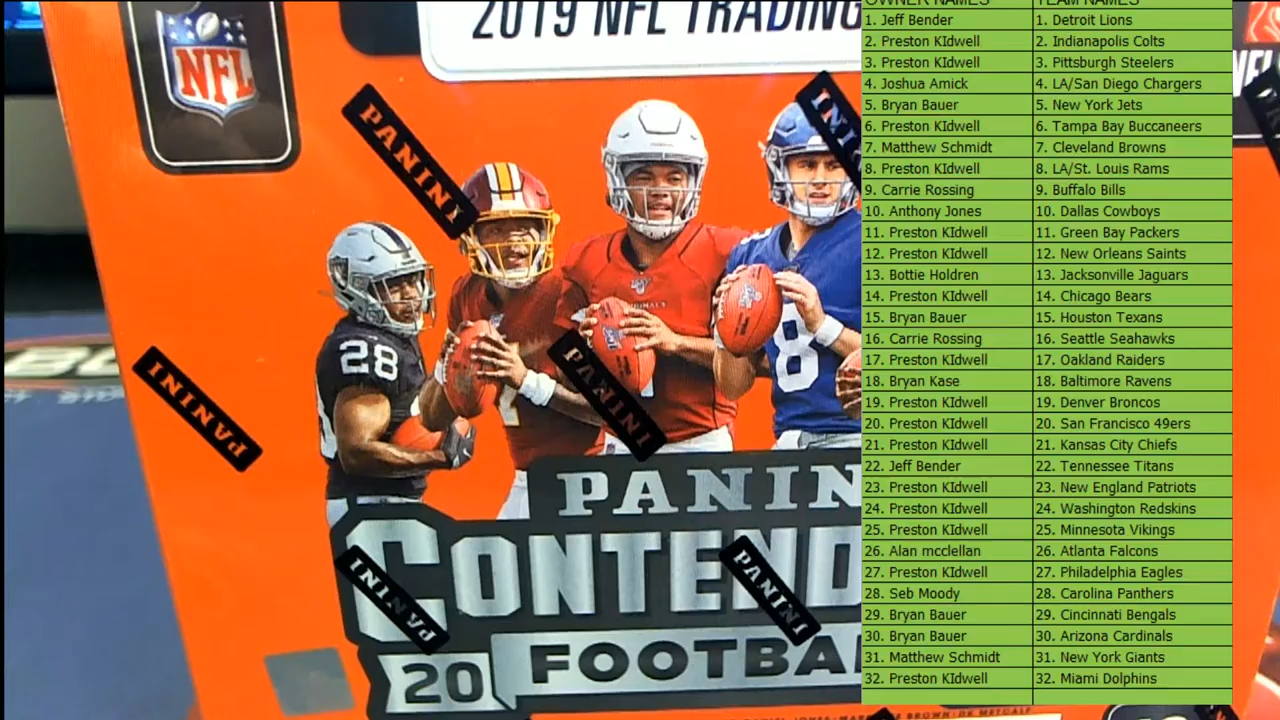 2019 NFL TRADING
NFL
PANINI
PANINI
PANINI
PANINI
PANINI
28
8
PANIN
CONTEND
20 FOOTBA
OWNER NAMES TEAM NAMES
1. Jeff Bender 1. Detroit Lions
2. Preston KIdwell 2. Indianapolis Colts
3. Preston KIdwell 3. Pittsburgh Steelers
4. Joshua Amick 4. LA/San Diego Chargers
5. Bryan Bauer 5. New York Jets
6. Preston KIdwell 6. Tampa Bay Buccaneers
7. Matthew Schmidt 7. Cleveland Browns
8. Preston KIdwell 8. LA/St. Louis Rams
9. Carrie Rossing 9. Buffalo Bills
10. Anthony Jones 10. Dallas Cowboys
11. Preston KIdwell 11. Green Bay Packers
12. Preston KIdwell 12. New Orleans Saints
13. Bottie Holdren 13. Jacksonville Jaguars
14. Preston KIdwell 14. Chicago Bears
15. Bryan Bauer 15. Houston Texans
16. Carrie Rossing 16. Seattle Seahawks
17. Preston KIdwell 17. Oakland Raiders
18. Bryan Kase 18. Baltimore Ravens
19. Preston KIdwell 19. Denver Broncos
20. Preston KIdwell 20. San Francisco 49ers
21. Preston KIdwell 21. Kansas City Chiefs
22. Jeff Bender 22. Tennessee Titans
23. Preston KIdwell 23. New England Patriots
24. Preston KIdwell 24. Washington Redskins
25. Preston KIdwell 25. Minnesota Vikings
26. Alan mcclellan 26. Atlanta Falcons
27. Preston KIdwell 27. Philadelphia Eagles
28. Seb Moody 28. Carolina Panthers
29. Bryan Bauer 29. Cincinnati Bengals
30. Bryan Bauer 30. Arizona Cardinals
31. Matthew Schmidt 31. New York Giants
32. Preston KIdwell 32. Miami Dolphins